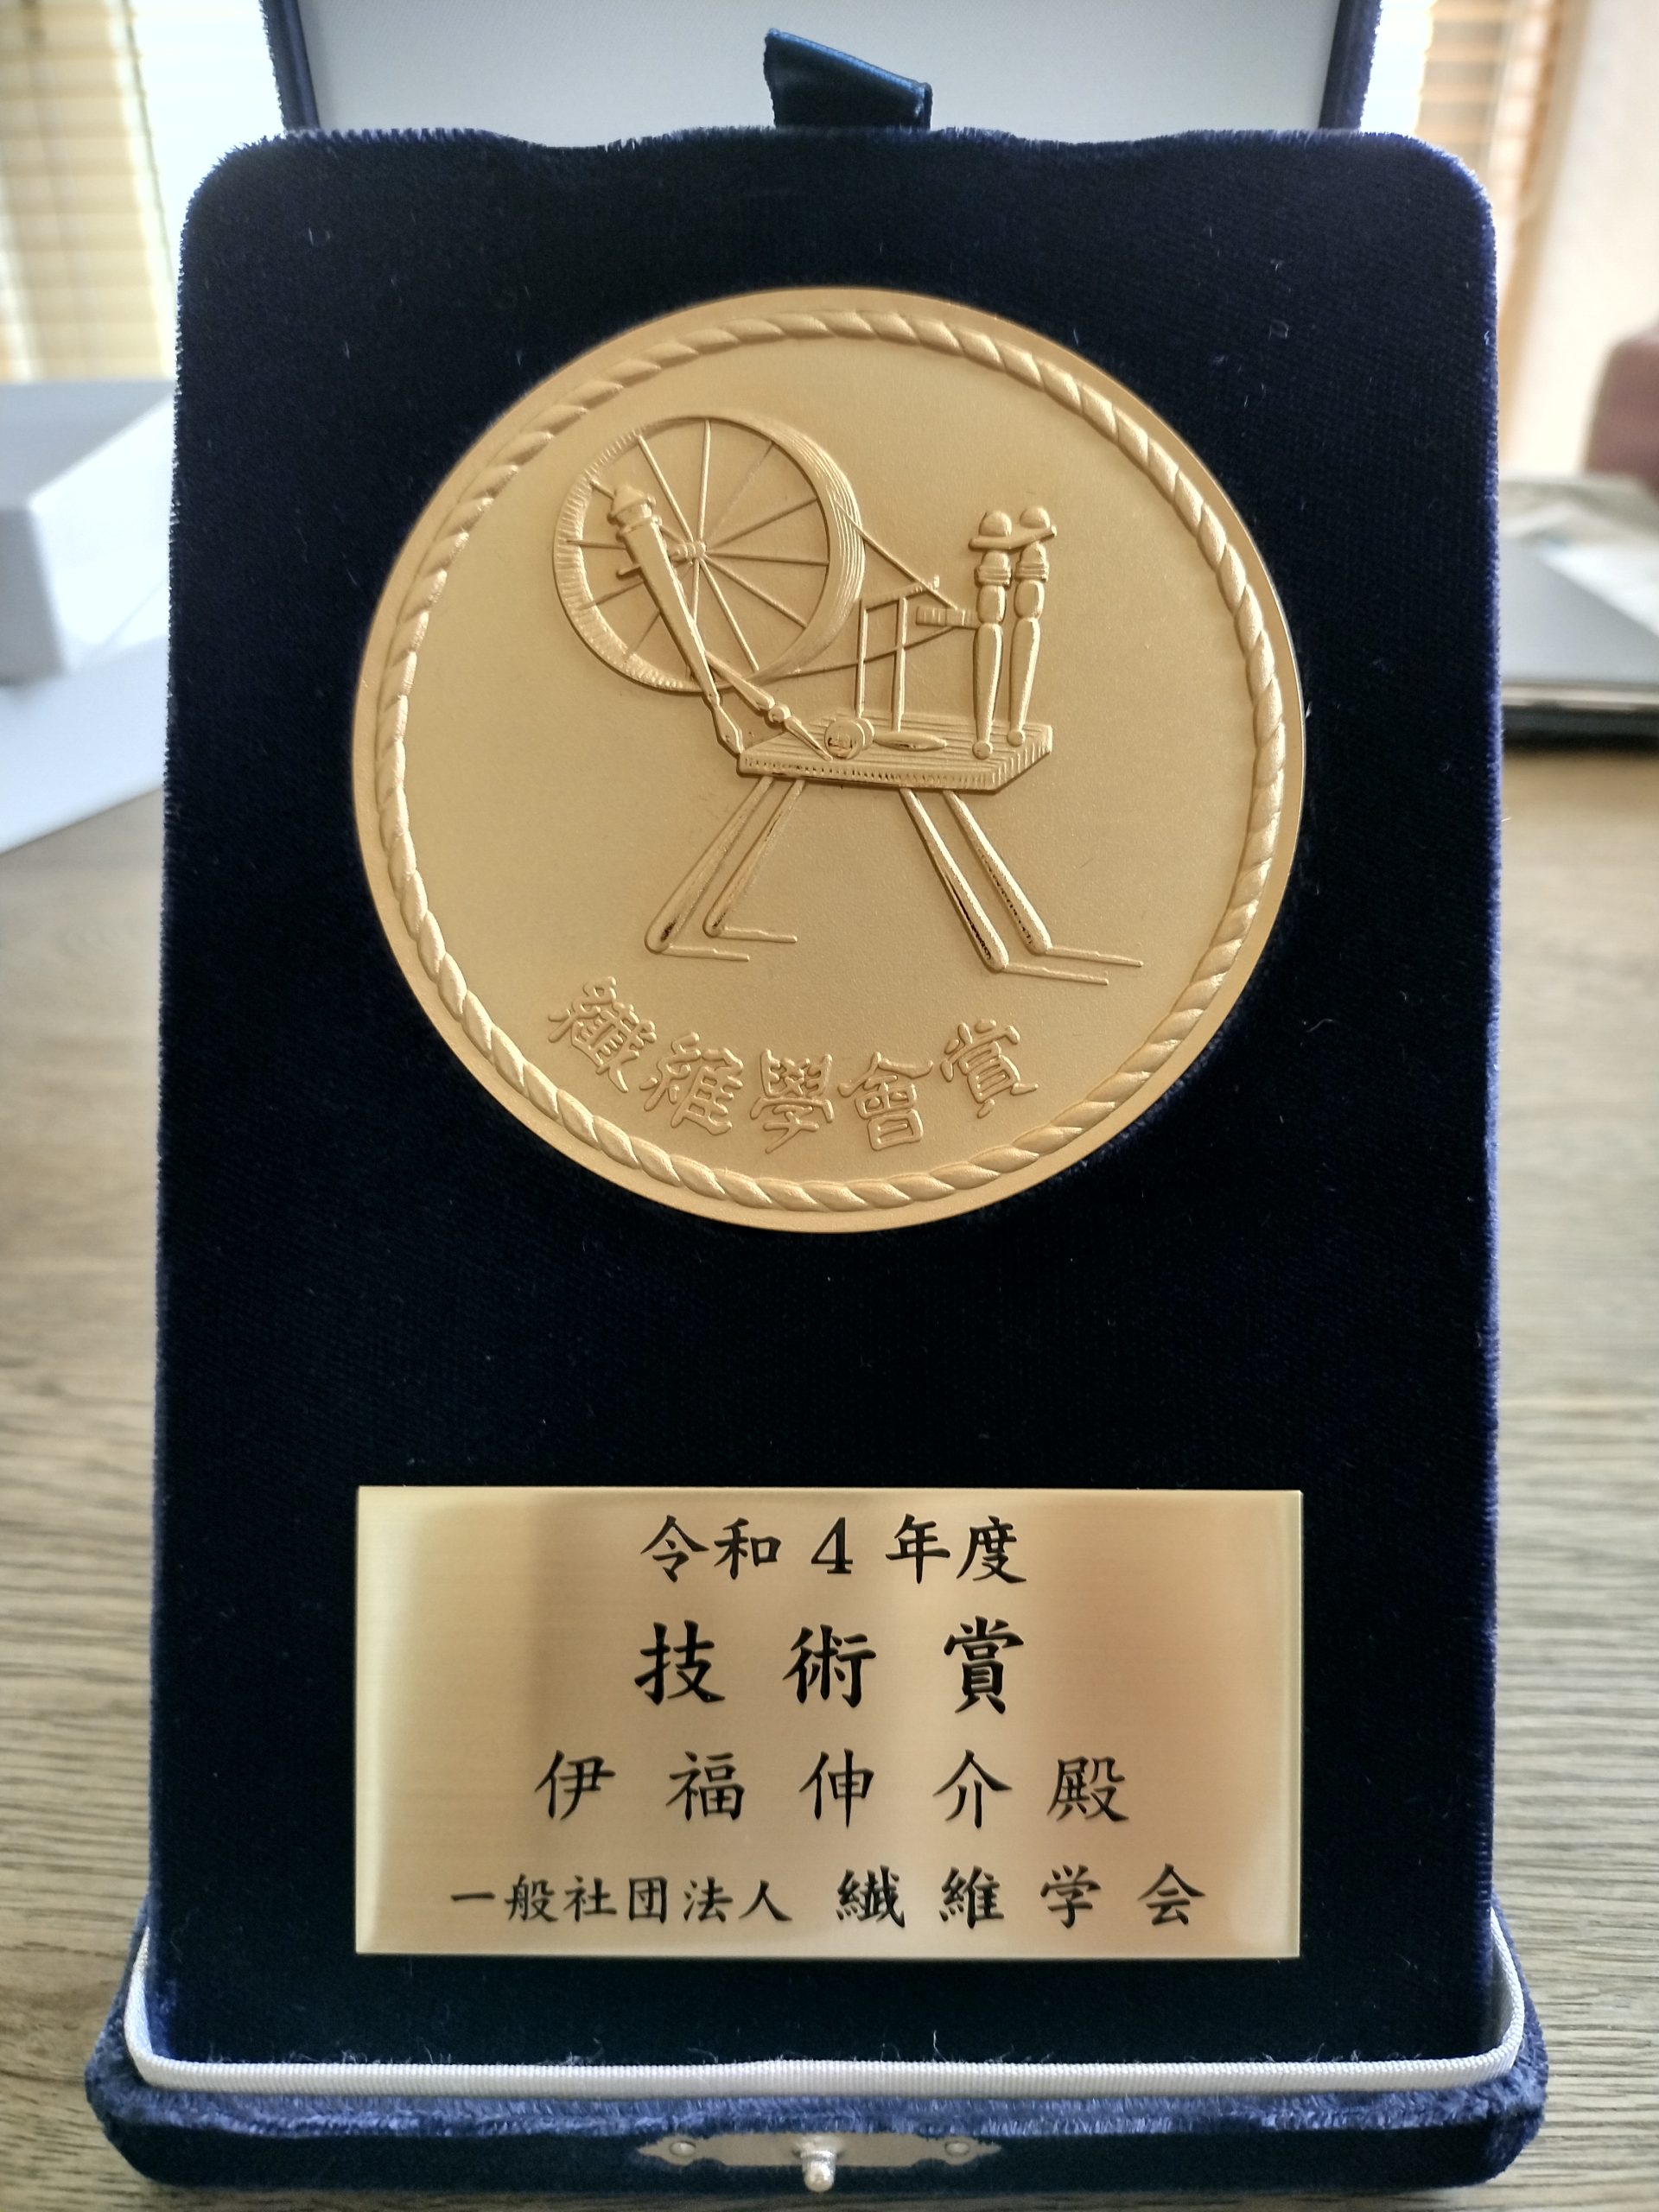 纖維學會賞
令和4年度
技術賞
伊福伸介殿
一般社団法人 繊維学会